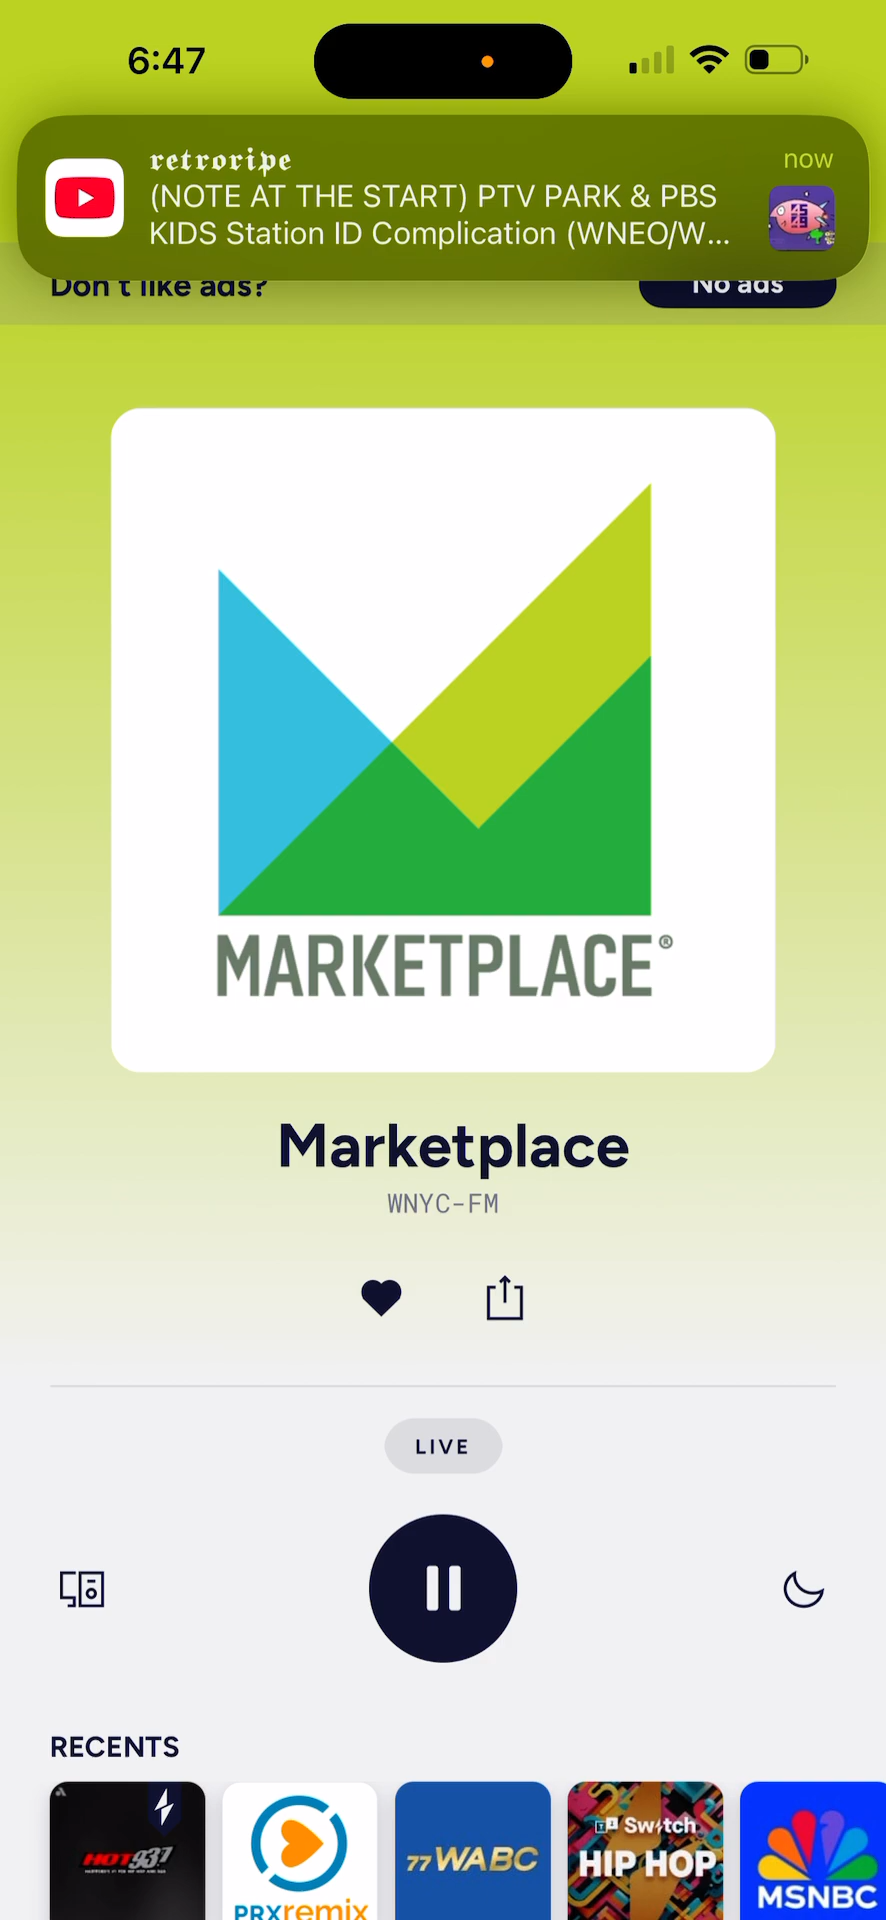 6:47
retroripe
now
(NOTE AT THE START) PTV PARK & PBS
KIDS Station ID Complication (WNEO/W...
Don't like ads?
No ads
MARKETPLACE®
Marketplace
WNYC-FM
LIVE
RECENTS
HOT 93.7
PRXremix
77WABC
Switch
HIP HOP
MSNBC